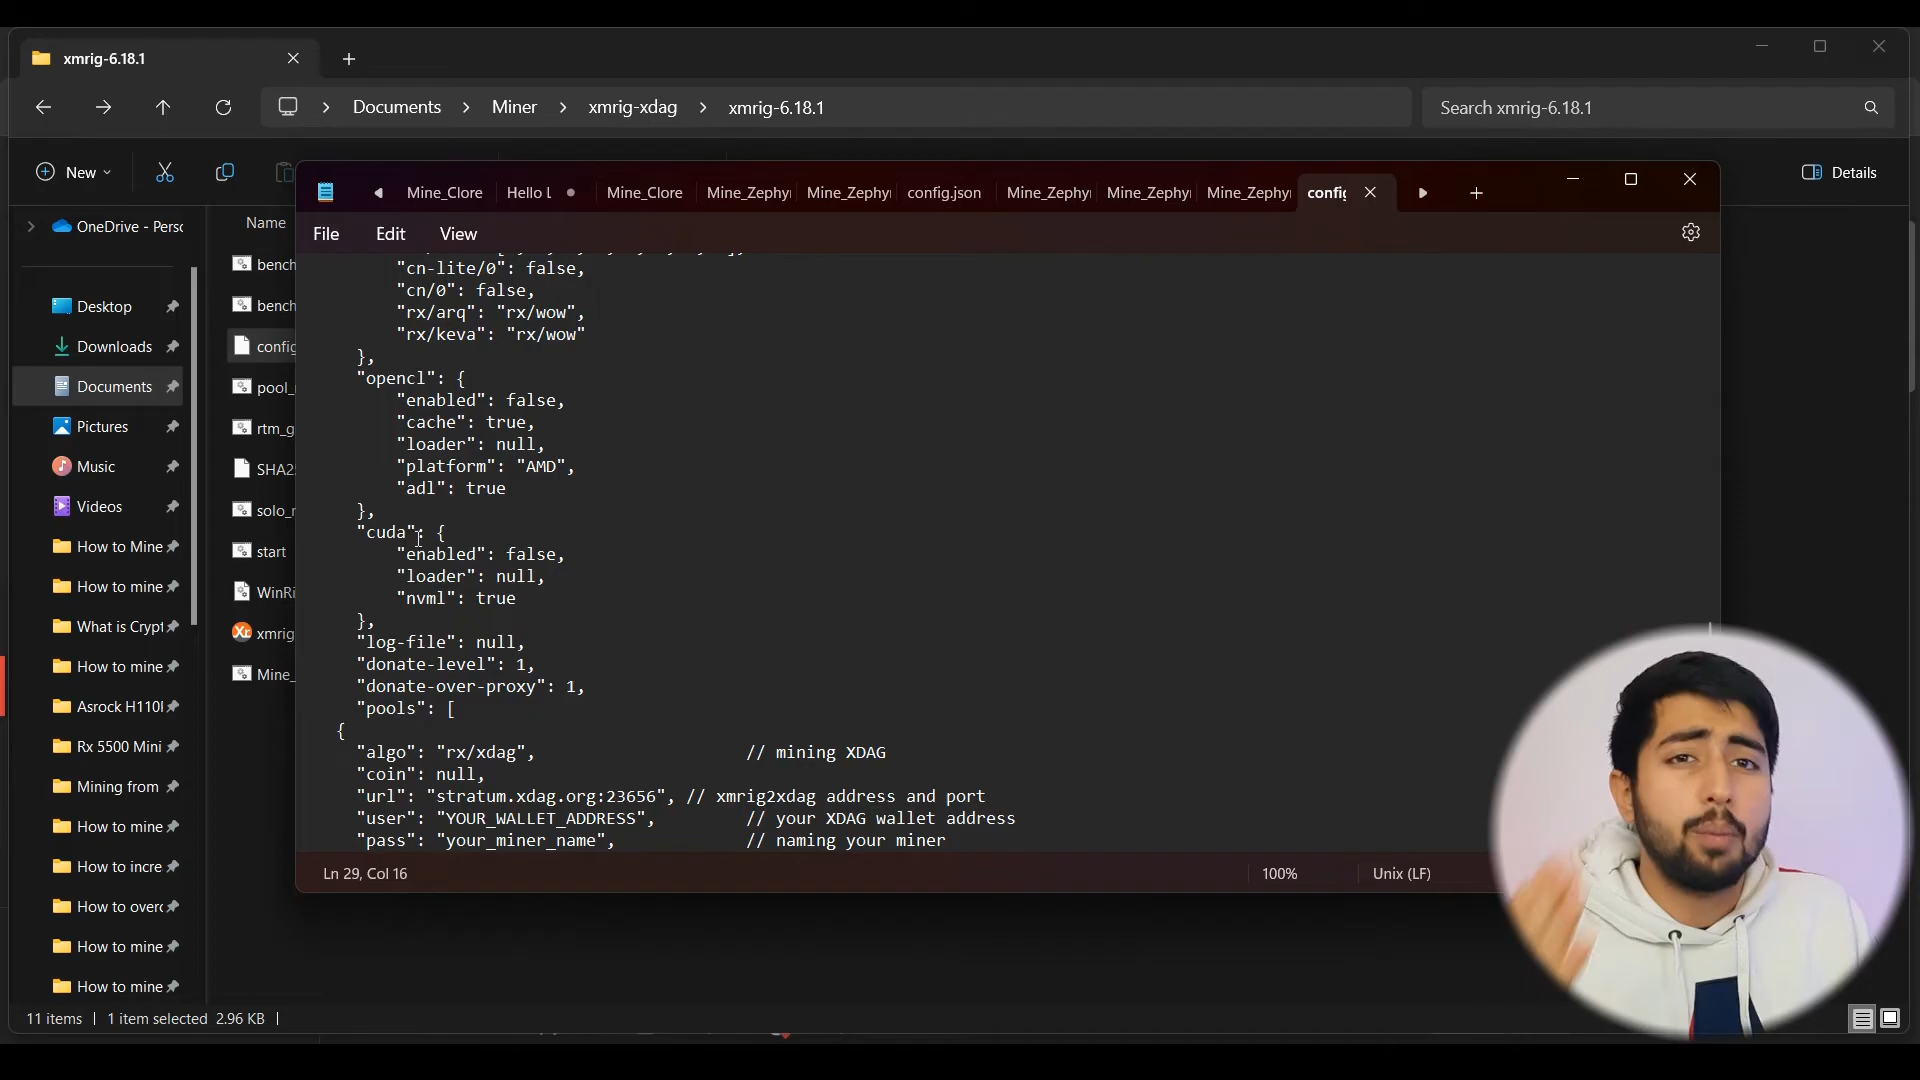 xmrig-6.18.1
Documents > Miner > xmrig-xdag > xmrig-6.18.1
Search xmrig-6.18.1
New
Details
Mine_Clore
Hello L
Mine_Clore
Mine_Zephy
Mine_Zephy
config.json
Mine_Zephy
Mine_Zephy
Mine_Zephy
config
File Edit View
OneDrive - Persc
Desktop
Downloads
Documents
Pictures
Music
Videos
How to Mine
How to mine
What is Crypt
How to mine
Asrock H110I
Rx 5500 Mini
Mining from
How to mine
How to incre
How to overc
How to mine
How to mine
Name
bench
bench
config
pool_
rtm_g
SHA25
solo_r
start
WinRi
xmrig
Mine_
"cn-lite/0": false,
"cn/0": false,
"rx/arq": "rx/wow",
"rx/keva": "rx/wow"
},
"opencl": {
"enabled": false,
"cache": true,
"loader": null,
"platform": "AMD",
"adl": true
},
"cuda": {
"enabled": false,
"loader": null,
"nvml": true
},
"log-file": null,
"donate-level": 1,
"donate-over-proxy": 1,
"pools": [
{
"algo": "rx/xdag", // mining XDAG
"coin": null,
"url": "stratum.xdag.org:23656", // xmrig2xdag address and port
"user": "YOUR_WALLET_ADDRESS", // your XDAG wallet address
"pass": "your_miner_name", // naming your miner
Ln 29, Col 16
100%
Unix (LF)
11 items | 1 item selected 2.96 KB |